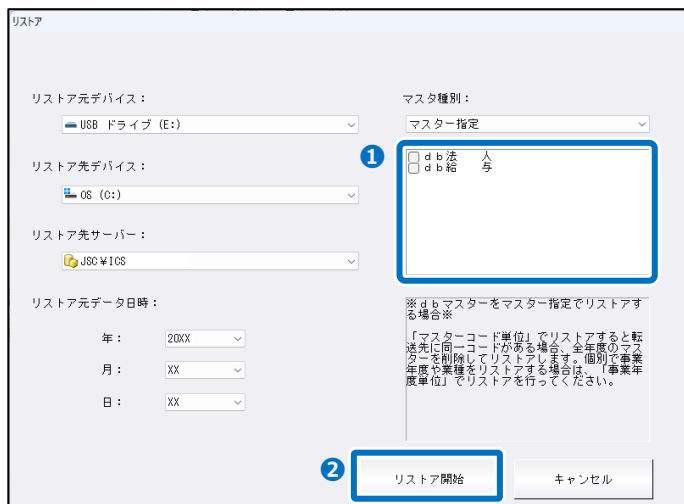 リストア
リストア元デバイス：
USB ドライブ (E:)
リストア先デバイス：
OS (C:)
リストア先サーバー：
JSC¥ICS
リストア元データ日時：
年：
20XX
月：
XX
日：
XX
マスタ種別：
マスター指定
❶
ｄｂ法　　人
ｄｂ給　　与
※ｄｂマスターをマスター指定でリストアす
る場合※
「マスターコード単位」でリストアすると転
送先に同一コードがある場合、全年度のマス
ターを削除してリストアします。個別で事業
年度や業種をリストアする場合は、「事業年
度単位」でリストアを行ってください。
❷
リストア開始
キャンセル